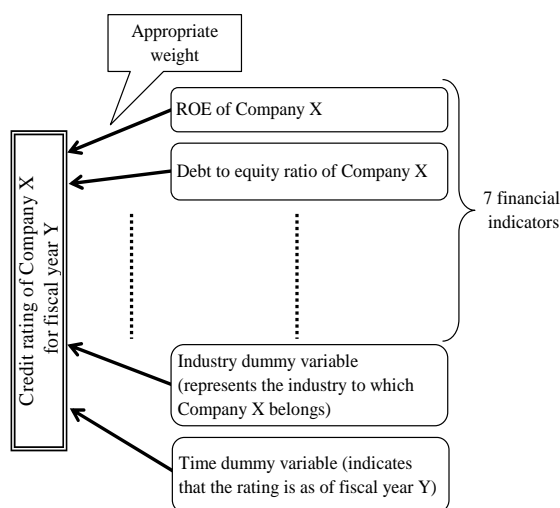 Appropriate
weight
ROE of Company X
Debt to equity ratio of Company X
7 financial
indicators
Credit rating of Company X
for fiscal year Y
Industry dummy variable
(represents the industry to which
Company X belongs)
Time dummy variable (indicates
that the rating is as of fiscal year Y)